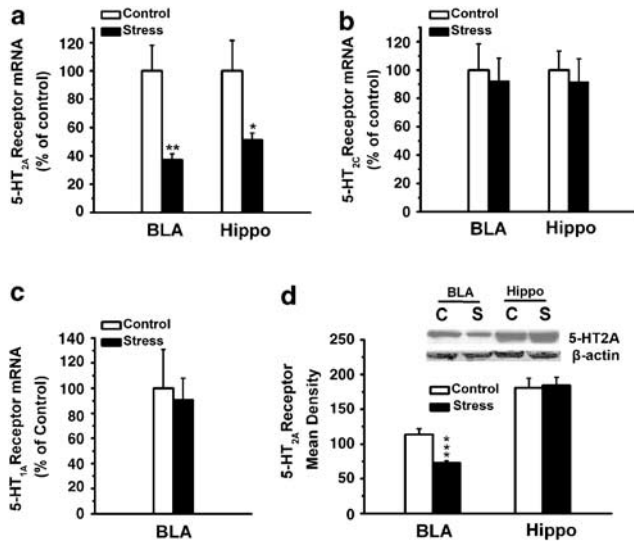 a
Control
Stress
5-HT2A Receptor mRNA
(% of control)
120
100
80
60
40
20
0
**
*
BLA Hippo
b
Control
Stress
5-HT2C Receptor mRNA
(% of control)
120
100
80
60
40
20
0
BLA Hippo
c
Control
Stress
5-HT1A Receptor mRNA
(% of Control)
140
120
100
80
60
40
20
0
BLA
d
BLA Hippo
C S C S
5-HT2A
β-actin
Control
Stress
5-HT2A Receptor
Mean Density
250
200
150
100
50
0
***
BLA Hippo